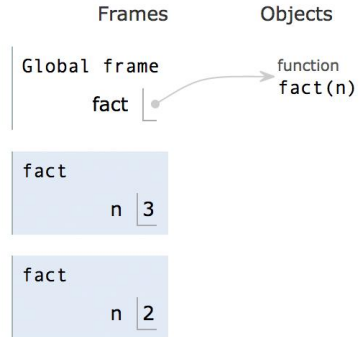 Frames Objects
Global frame
function
fact
fact(n)
fact
n 3
fact
n 2